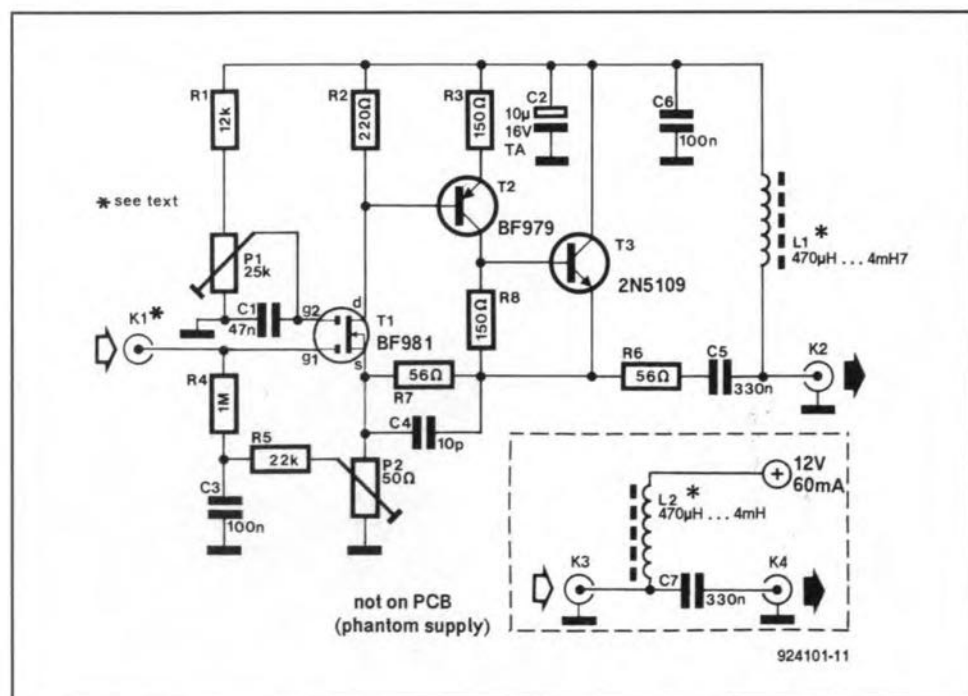 R1
12k
R2
220Ω
R3
150Ω
C2
10µ
16V
TA
C6
100n
* see text
T2
BF979
T3
2N5109
L1 *
470µH ... 4mH7
P1
25k
C1
47n
g2
d
T1
BF981
g1
s
K1*
R8
150Ω
R4
1M
R7
56Ω
R6
56Ω
C5
330n
K2
C4
10p
R5
22k
P2
50Ω
C3
100n
12V
60mA
L2 *
470µH ... 4mH
K3
C7
330n
K4
not on PCB
(phantom supply)
924101-11